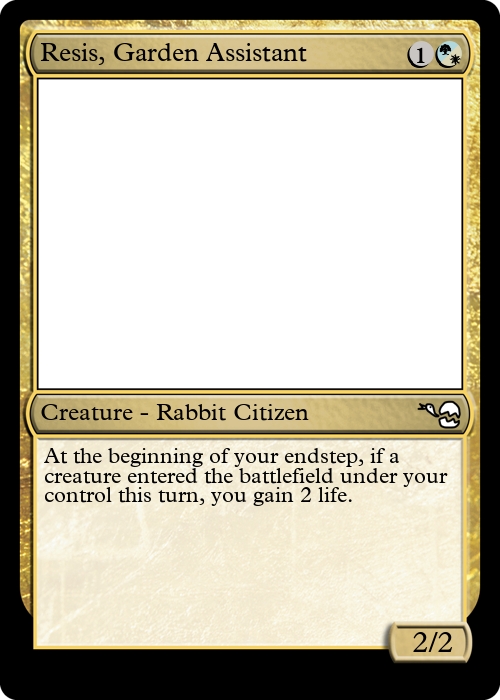 Resis, Garden Assistant 1
Creature - Rabbit Citizen
At the beginning of your endstep, if a
creature entered the battlefield under your
control this turn, you gain 2 life.
2/2